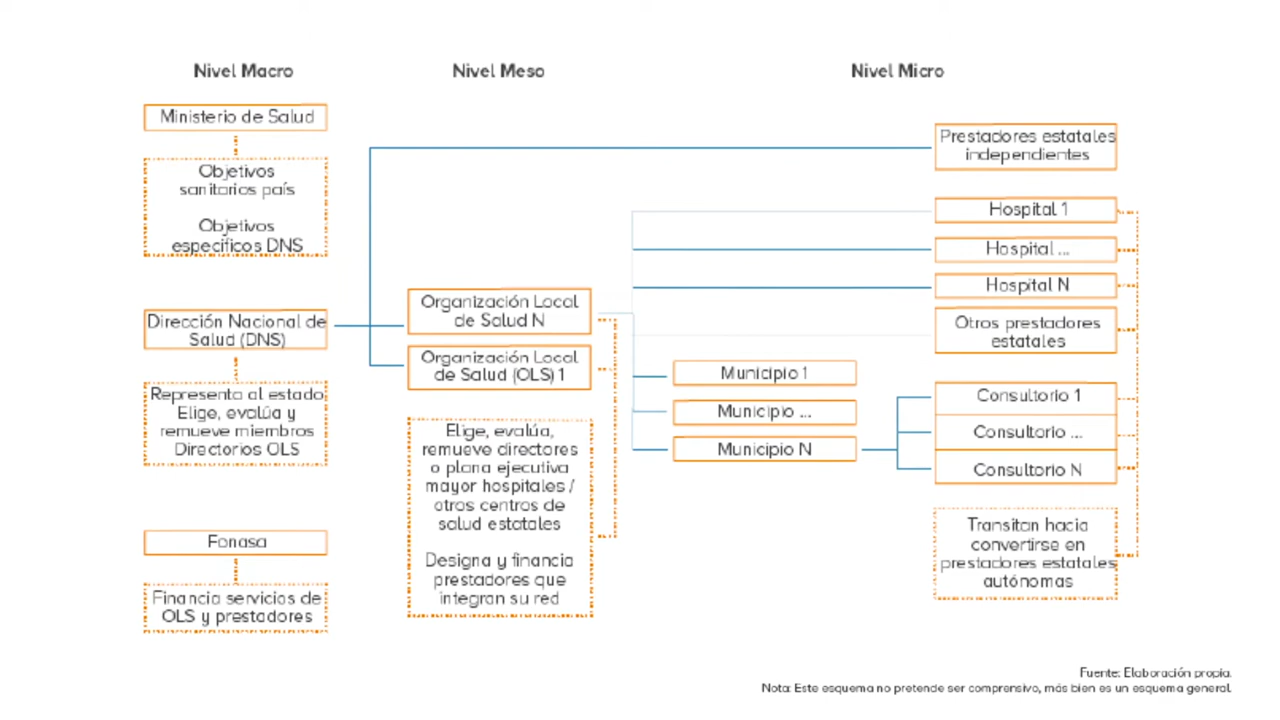 Nivel Macro
Nivel Meso
Nivel Micro
Ministerio de Salud
Objetivos
sanitarios país
Objetivos
especificos DNS
Dirección Nacional de
Salud (DNS)
Representa al estado
Elige, evalúa y
remueve miembros
Directorios OLS
Fonasa
Financia servicios de
OLS y prestadores
Organización Local
de Salud N
Organización Local
de Salud (OLS) 1
Elige, evalúa,
remueve directores
o plana ejecutiva
mayor hospitales /
otros centros de
salud estatales
Designa y financia
prestadores que
integran su red
Municipio 1
Municipio ...
Municipio N
Prestadores estatales
independientes
Hospital 1
Hospital ...
Hospital N
Otros prestadores
estatales
Consultorio 1
Consultorio ...
Consultorio N
Transitan hacia
convertirse en
prestadores estatales
autónomas
Fuente: Elaboración propia.
Nota: Este esquema no pretende ser comprensivo, más bien es un esquema general.